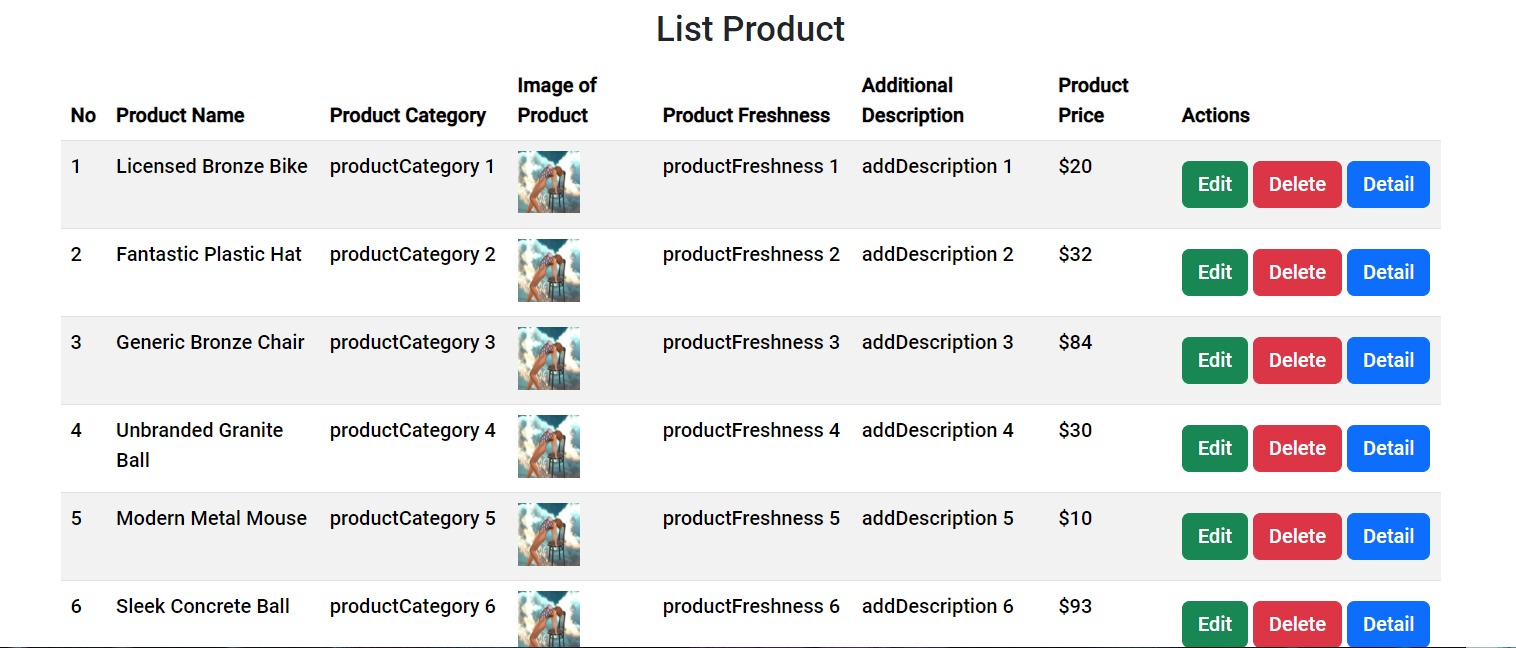 List Product
No Product Name Product Category Image of Product Product Freshness Additional Description Product Price Actions
1 Licensed Bronze Bike productCategory 1 productFreshness 1 addDescription 1 $20 Edit Delete Detail
2 Fantastic Plastic Hat productCategory 2 productFreshness 2 addDescription 2 $32 Edit Delete Detail
3 Generic Bronze Chair productCategory 3 productFreshness 3 addDescription 3 $84 Edit Delete Detail
4 Unbranded Granite Ball productCategory 4 productFreshness 4 addDescription 4 $30 Edit Delete Detail
5 Modern Metal Mouse productCategory 5 productFreshness 5 addDescription 5 $10 Edit Delete Detail
6 Sleek Concrete Ball productCategory 6 productFreshness 6 addDescription 6 $93 Edit Delete Detail